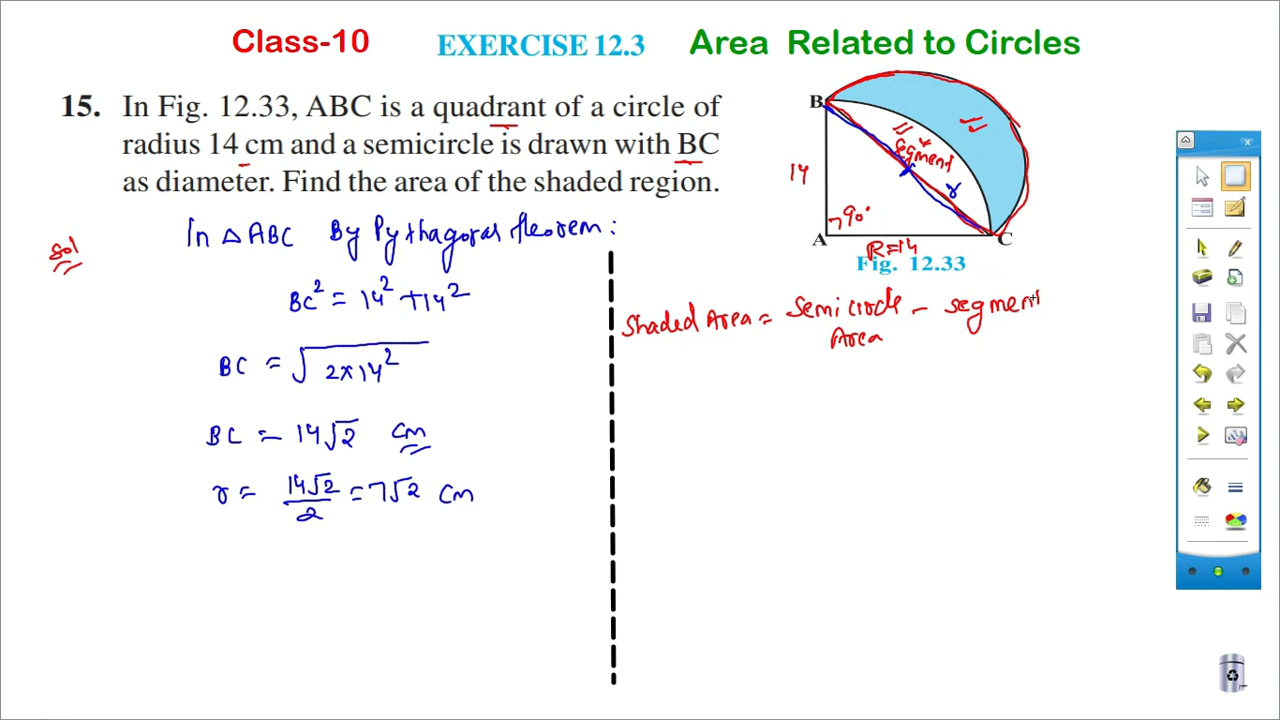 Class-10 EXERCISE 12.3 Area Related to Circles
15. In Fig. 12.33, ABC is a quadrant of a circle of
radius 14 cm and a semicircle is drawn with BC
as diameter. Find the area of the shaded region.
B
segment
14
r
90°
A
C
R=14
Fig. 12.33
Sol
In △ABC By Pythagoras theorem:
BC² = 14² + 14²
BC = √2×14²
BC = 14√2 cm
r = 14√2/2 = 7√2 cm
Shaded Area = Semicircle - segment
Area